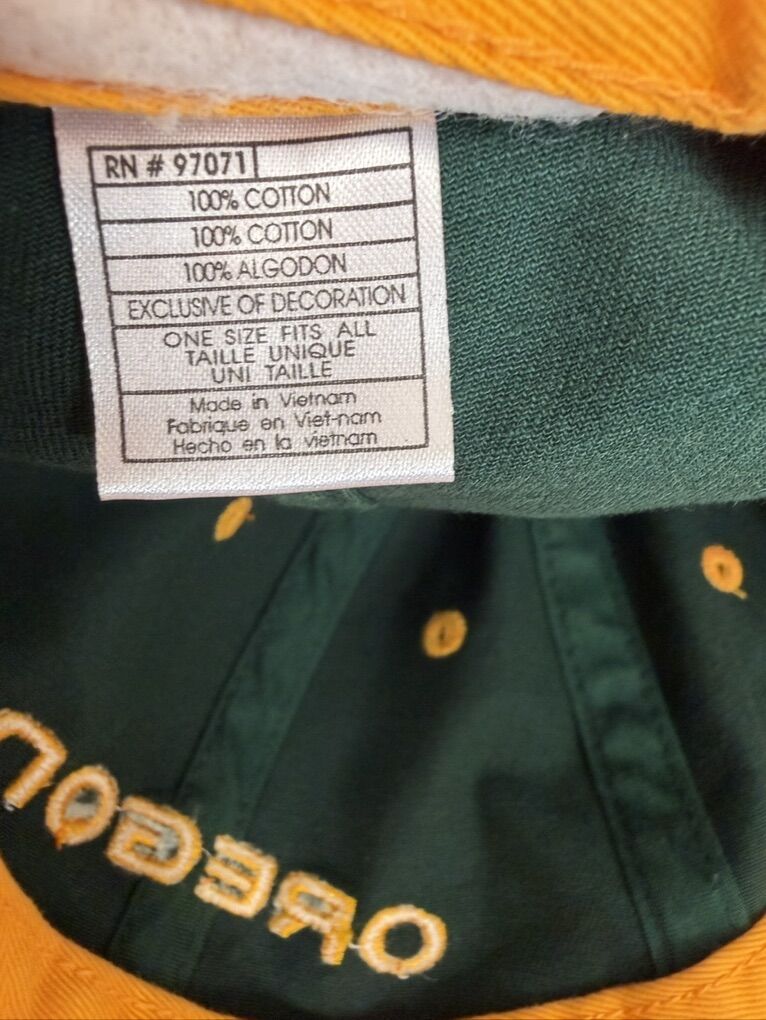 RN # 97071
100% COTTON
100% COTTON
100% ALGODON
EXCLUSIVE OF DECORATION
ONE SIZE FITS ALL
TAILLE UNIQUE
UNI TAILLE
Made in Vietnam
Fabrique en Viet-nam
Hecho en la vietnam
OREGON